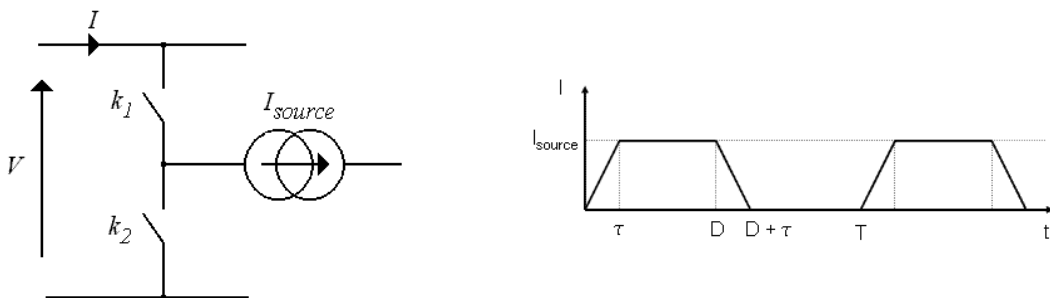 I
k1
Isource
V
k2
I
Isource
τ D D + τ T t